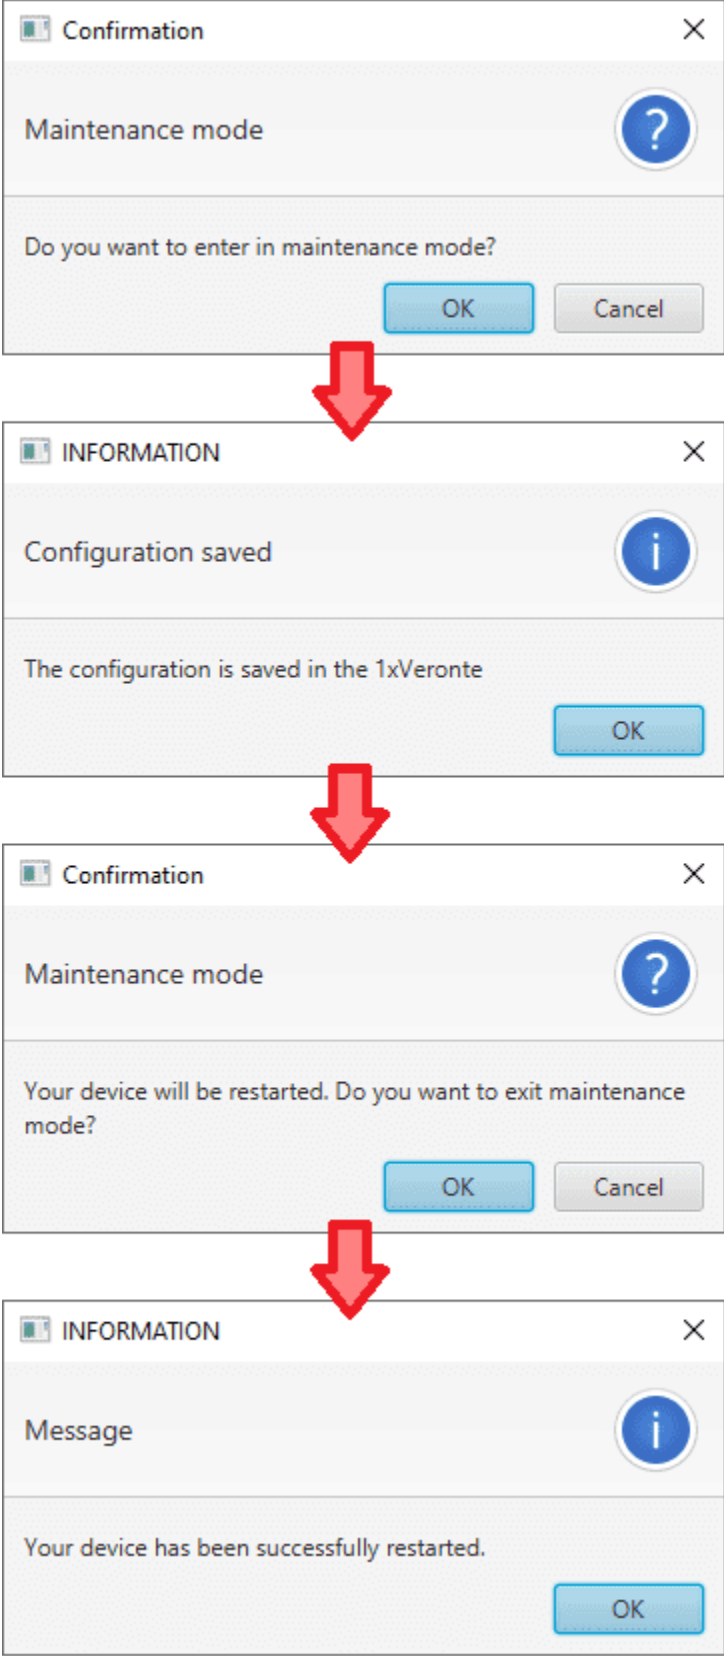 Confirmation
Maintenance mode
?
Do you want to enter in maintenance mode?
OK
Cancel
INFORMATION
Configuration saved
i
The configuration is saved in the 1xVeronte
OK
Confirmation
Maintenance mode
?
Your device will be restarted. Do you want to exit maintenance
mode?
OK
Cancel
INFORMATION
Message
i
Your device has been successfully restarted.
OK